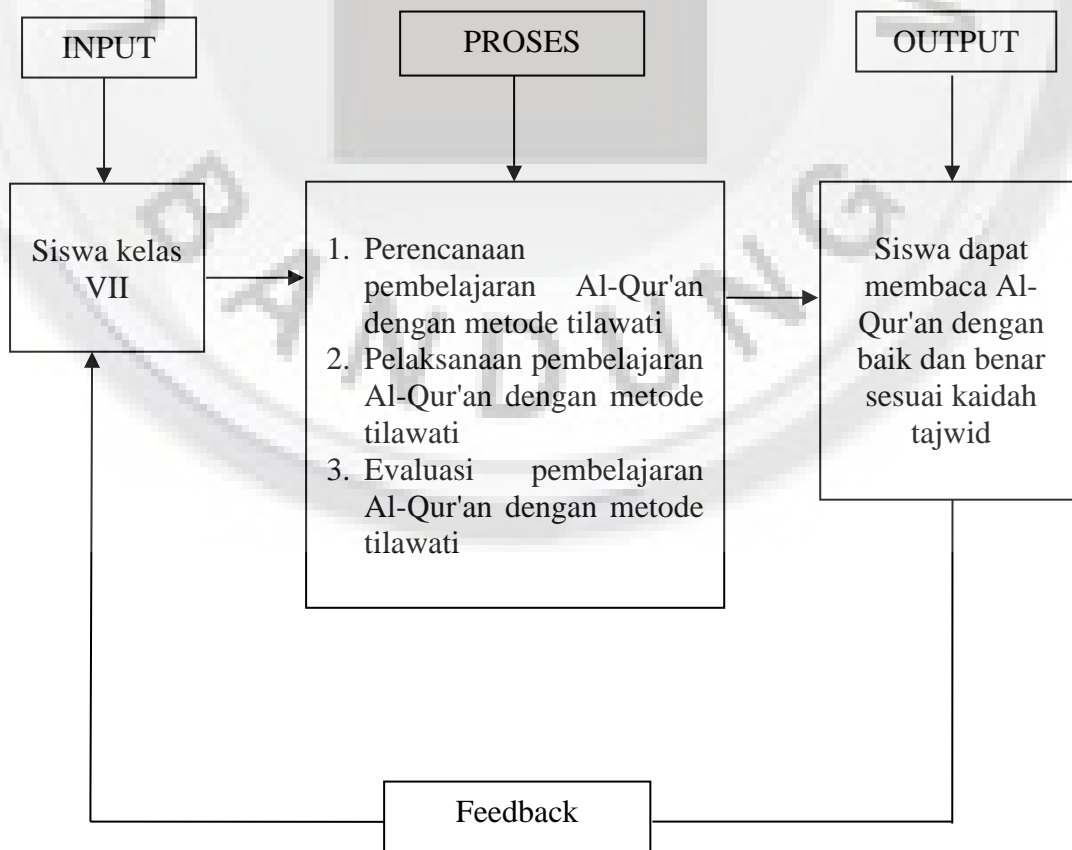 INPUT
PROSES
OUTPUT
Siswa kelas
VII
1. Perencanaan
pembelajaran Al-Qur'an
dengan metode tilawati
2. Pelaksanaan pembelajaran
Al-Qur'an dengan metode
tilawati
3. Evaluasi pembelajaran
Al-Qur'an dengan metode
tilawati
Siswa dapat
membaca Al-
Qur'an dengan
baik dan benar
sesuai kaidah
tajwid
Feedback
BANDUNG